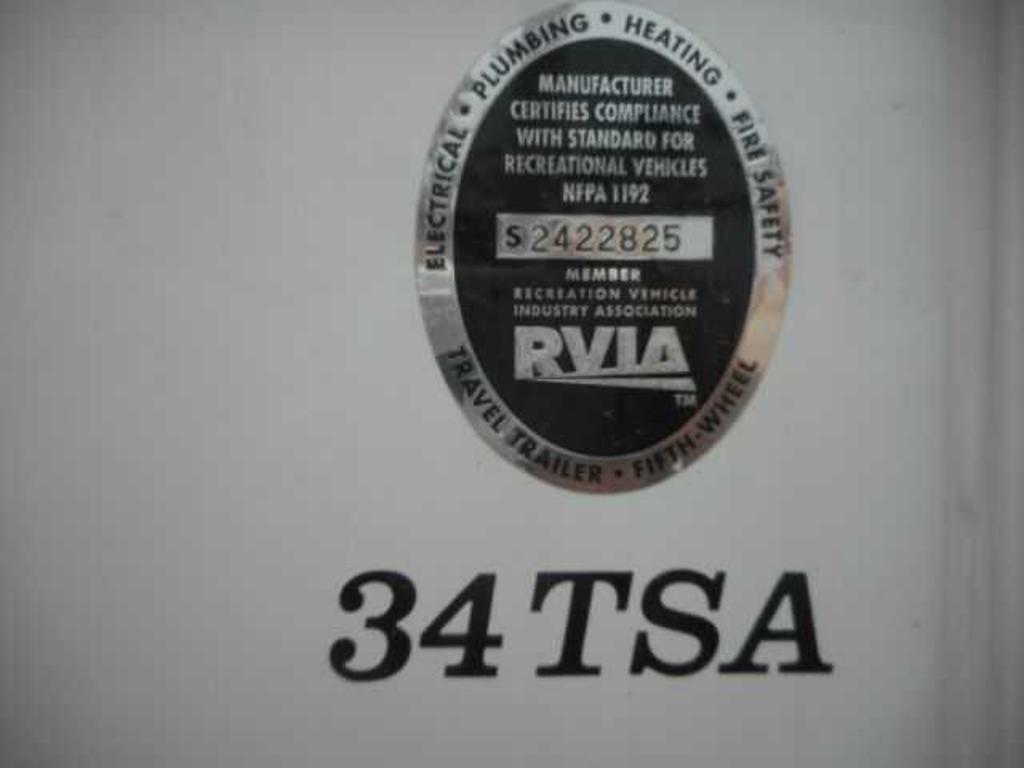 ELECTRICAL • PLUMBING • HEATING • FIRE SAFETY
MANUFACTURER
CERTIFIES COMPLIANCE
WITH STANDARD FOR
RECREATIONAL VEHICLES
NFPA 1192
S 2422825
MEMBER
RECREATION VEHICLE
INDUSTRY ASSOCIATION
RVIA
TM
TRAVEL TRAILER • FIFTH-WHEEL
34TSA